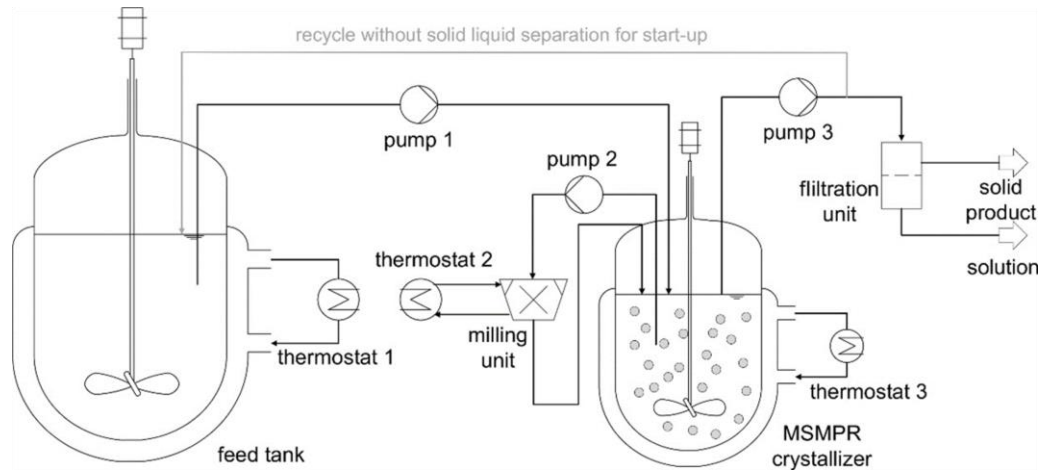 recycle without solid liquid separation for start-up
pump 1
pump 2
pump 3
fliltration
unit
solid
product
solution
thermostat 2
milling
unit
thermostat 1
thermostat 3
feed tank
MSMPR
crystallizer